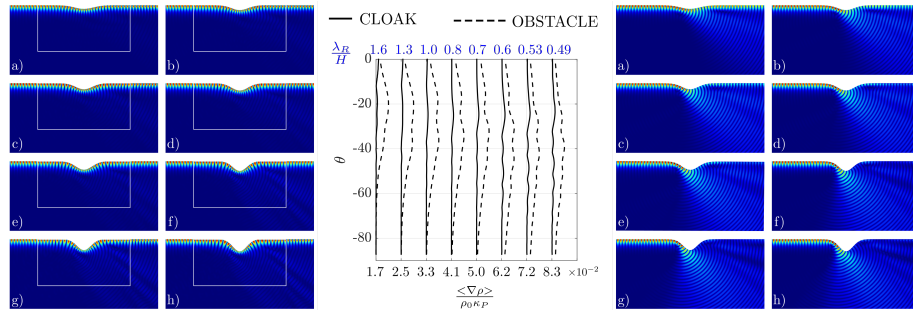 CLOAK OBSTACLE
λ_R/H 1.6 1.3 1.0 0.8 0.7 0.6 0.53 0.49
a) b) 0 a) b)
-20
c) d) c) d)
θ -40
e) f) -60 e) f)
-80
g) h) g) h)
1.7 2.5 3.3 4.1 5.0 6.2 7.2 8.3 ×10⁻²
<∇ρ>/ρ₀κ_P